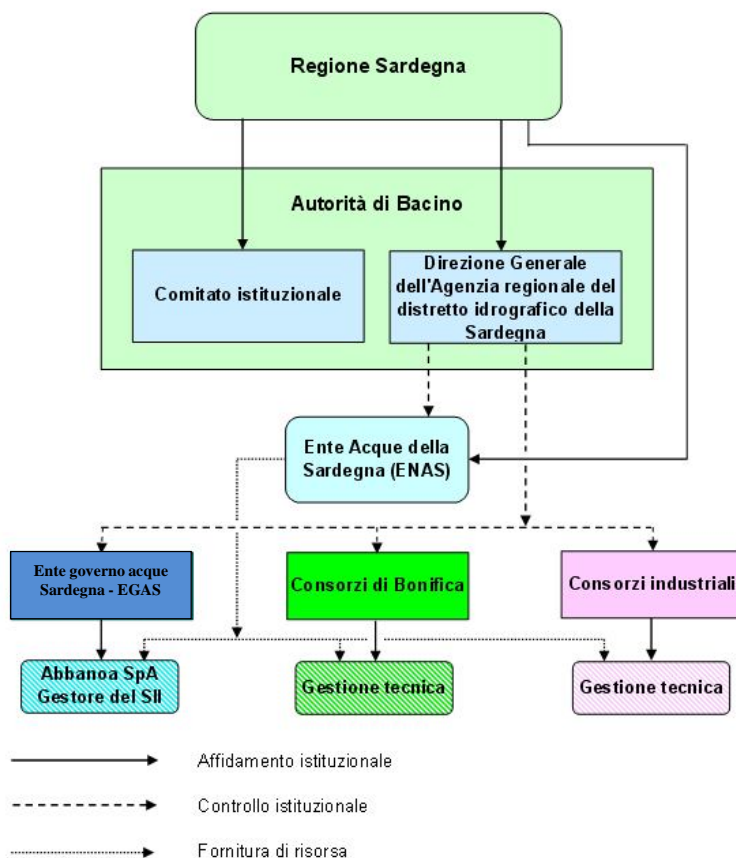 Regione Sardegna
Autorità di Bacino
Comitato istituzionale
Direzione Generale
dell'Agenzia regionale del
distretto idrografico della
Sardegna
Ente Acque della
Sardegna (ENAS)
Ente governo acque
Sardegna - EGAS
Consorzi di Bonifica
Consorzi industriali
Abbanoa SpA
Gestore del SII
Gestione tecnica
Gestione tecnica
Affidamento istituzionale
Controllo istituzionale
Fornitura di risorsa